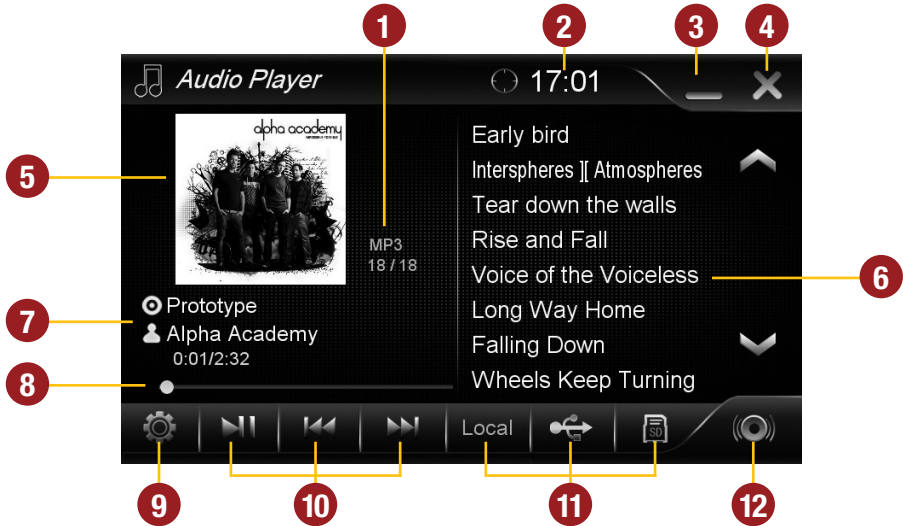 1
2
3
4
Audio Player
17:01
alpha academy
5
MP3
18 / 18
Early bird
Interspheres ][ Atmospheres
Tear down the walls
Rise and Fall
Voice of the Voiceless
Long Way Home
Falling Down
Wheels Keep Turning
6
7
Prototype
Alpha Academy
0:01/2:32
8
Local
SD
9
10
11
12